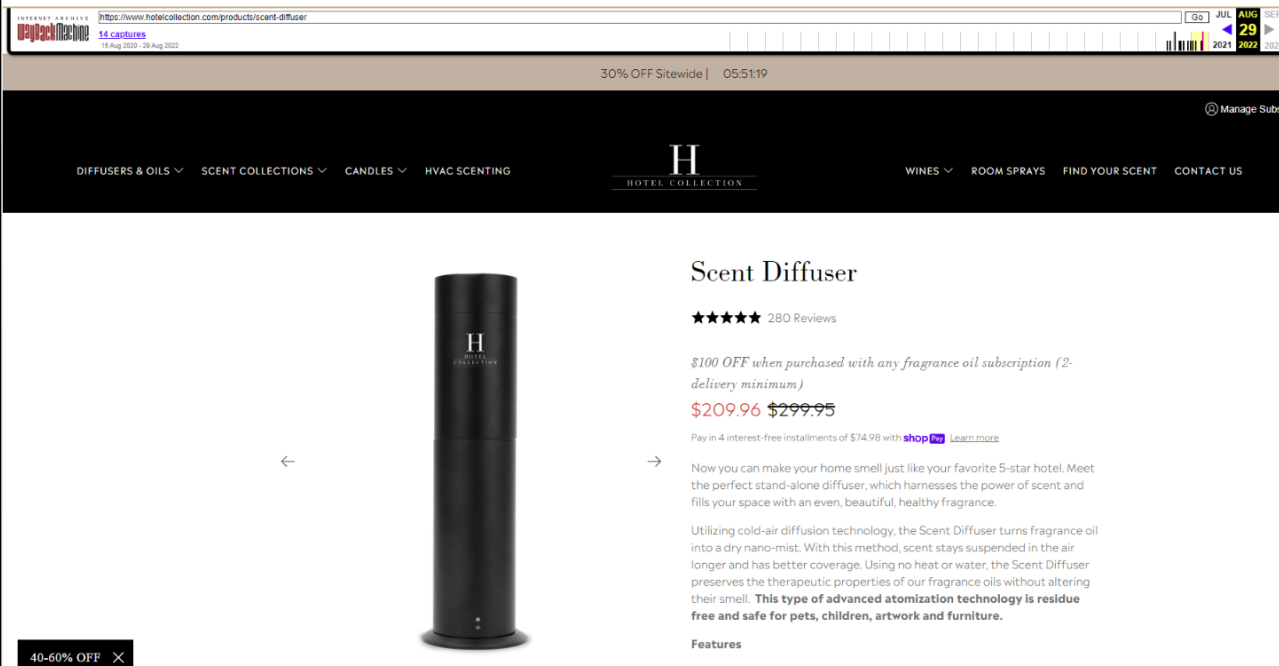 INTERNET ARCHIVE
WayBackMachine
https://www.hotelcollection.com/products/scent-diffuser
Go
JUL AUG SEP
14 captures
29
15 Aug 2020 - 29 Aug 2022
2021 2022
30% OFF Sitewide | 05:51:19
Manage Subs
DIFFUSERS & OILS SCENT COLLECTIONS CANDLES HVAC SCENTING
H
HOTEL COLLECTION
WINES ROOM SPRAYS FIND YOUR SCENT CONTACT US
H
HOTEL
COLLECTION
Scent Diffuser
★★★★★ 280 Reviews
$100 OFF when purchased with any fragrance oil subscription (2-
delivery minimum)
$209.96 $299.95
Pay in 4 interest-free installments of $74.98 with shop Pay Learn more
Now you can make your home smell just like your favorite 5-star hotel. Meet
the perfect stand-alone diffuser, which harnesses the power of scent and
fills your space with an even, beautiful, healthy fragrance.
Utilizing cold-air diffusion technology, the Scent Diffuser turns fragrance oil
into a dry nano-mist. With this method, scent stays suspended in the air
longer and has better coverage. Using no heat or water, the Scent Diffuser
preserves the therapeutic properties of our fragrance oils without altering
their smell. This type of advanced atomization technology is residue
free and safe for pets, children, artwork and furniture.
Features
40-60% OFF